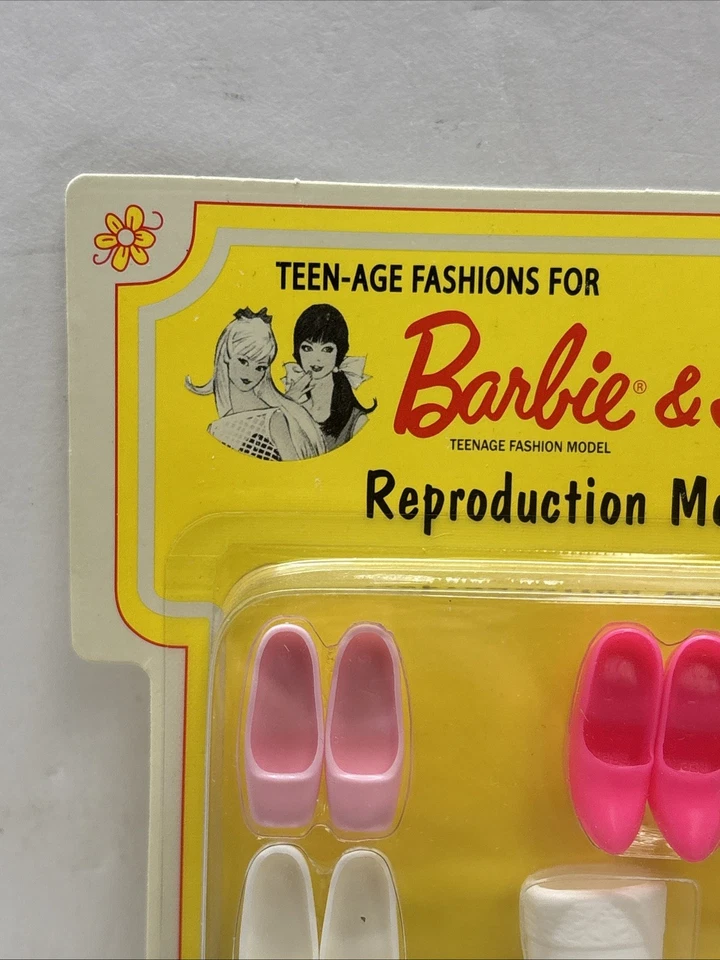 TEEN-AGE FASHIONS FOR
Barbie® &
TEENAGE FASHION MODEL
Reproduction